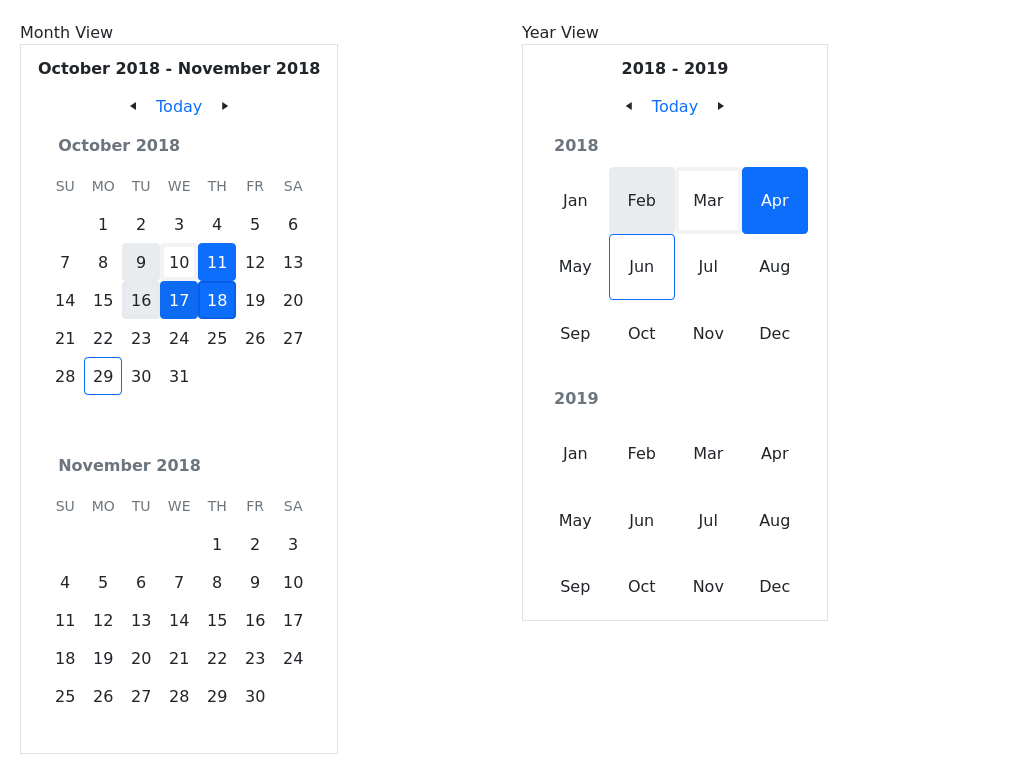 Month View
October 2018 - November 2018
Today
October 2018
SU MO TU WE TH FR SA
1 2 3 4 5 6
7 8 9 10 11 12 13
14 15 16 17 18 19 20
21 22 23 24 25 26 27
28 29 30 31
November 2018
SU MO TU WE TH FR SA
1 2 3
4 5 6 7 8 9 10
11 12 13 14 15 16 17
18 19 20 21 22 23 24
25 26 27 28 29 30
Year View
2018 - 2019
Today
2018
Jan Feb Mar Apr
May Jun Jul Aug
Sep Oct Nov Dec
2019
Jan Feb Mar Apr
May Jun Jul Aug
Sep Oct Nov Dec